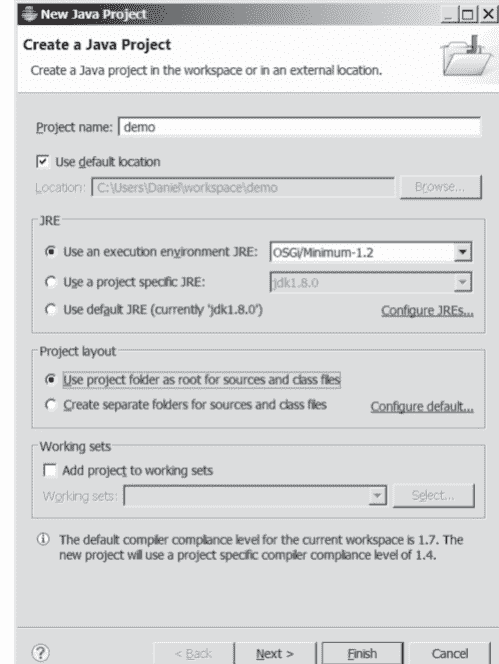 New Java Project
Create a Java Project
Create a Java project in the workspace or in an external location.
Project name: demo
Use default location
Location: C:\Users\Daniel\workspace\demo Browse...
JRE
Use an execution environment JRE: OSGi/Minimum-1.2
Use a project specific JRE: jdk1.8.0
Use default JRE (currently 'jdk1.8.0') Configure JREs...
Project layout
Use project folder as root for sources and class files
Create separate folders for sources and class files Configure default...
Working sets
Add project to working sets
Working sets: Select...
The default compiler compliance level for the current workspace is 1.7. The
new project will use a project specific compiler compliance level of 1.4.
? < Back Next > Finish Cancel